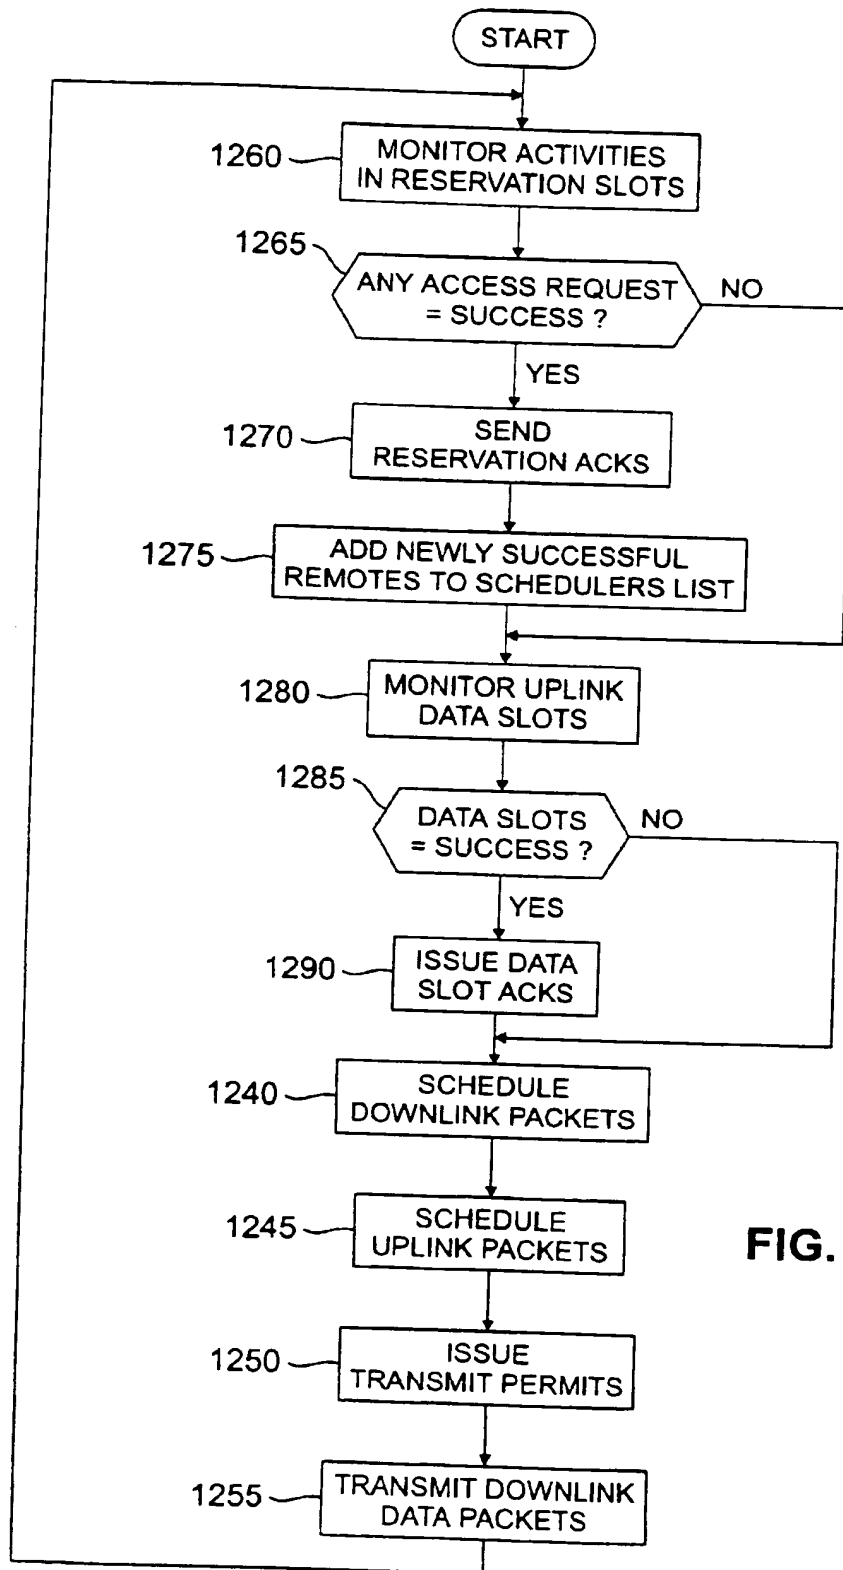 START
1260
MONITOR ACTIVITIES
IN RESERVATION SLOTS
1265
ANY ACCESS REQUEST
= SUCCESS ?
NO
YES
1270
SEND
RESERVATION ACKS
1275
ADD NEWLY SUCCESSFUL
REMOTES TO SCHEDULERS LIST
1280
MONITOR UPLINK
DATA SLOTS
1285
DATA SLOTS
= SUCCESS ?
NO
YES
1290
ISSUE DATA
SLOT ACKS
1240
SCHEDULE
DOWNLINK PACKETS
1245
SCHEDULE
UPLINK PACKETS
FIG.
1250
ISSUE
TRANSMIT PERMITS
1255
TRANSMIT DOWNLINK
DATA PACKETS